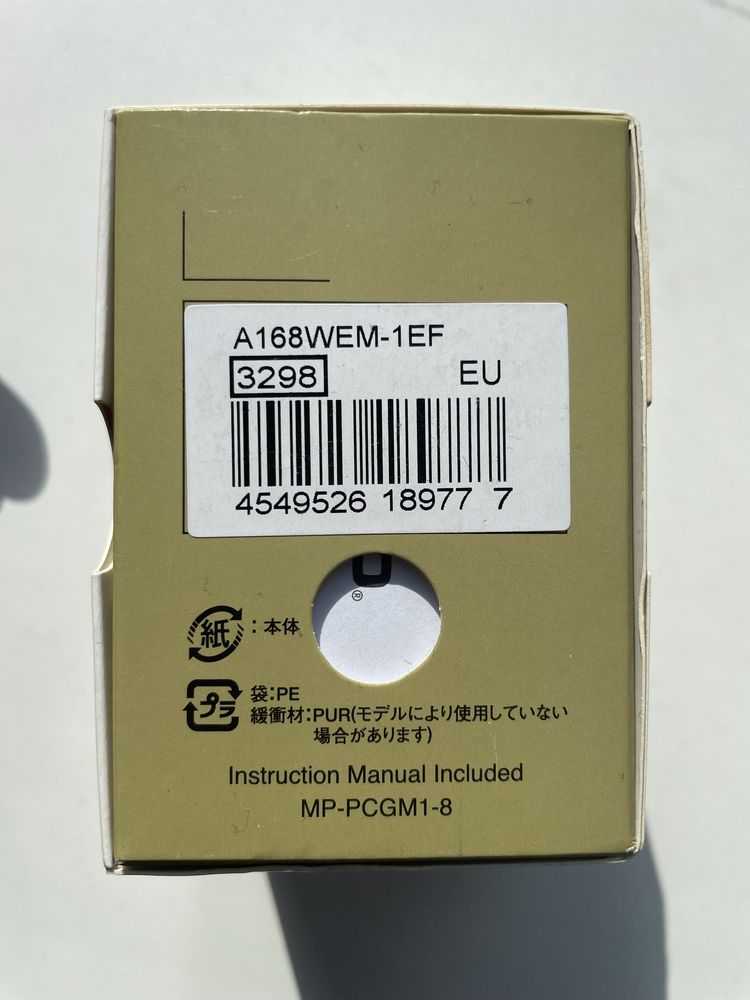 A168WEM-1EF
3298
EU
4549526 18977 7
O
®
紙 : 本体
プラ 袋:PE
緩衝材:PUR(モデルにより使用していない
場合があります)
Instruction Manual Included
MP-PCGM1-8